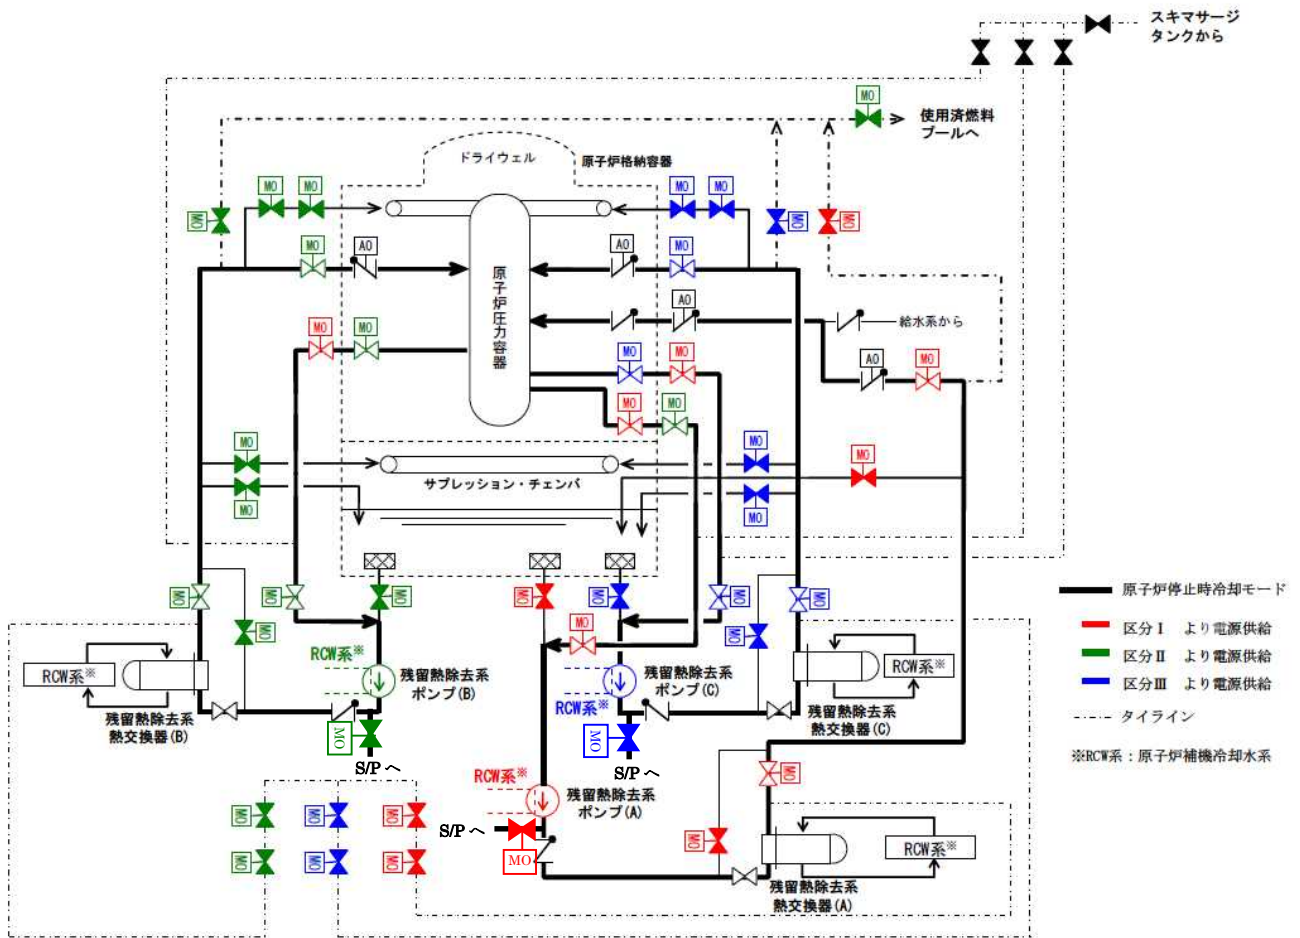 スキマサージ
タンクから
MO
使用済燃料
プールへ
ドライウェル
原子炉格納容器
MO
MO
MO
MO
MO
MO
MO
MO
AO
AO
MO
原子炉圧力容器
AO
給水系から
MO
MO
MO
MO
AO
MO
MO
MO
MO
MO
MO
サプレッション・チェンバ
MO
MO
MO
MO
MO
MO
MO
MO
MO
MO
MO
MO
MO
原子炉停止時冷却モード
区分Ⅰ より電源供給
区分Ⅱ より電源供給
区分Ⅲ より電源供給
タイライン
※RCW系：原子炉補機冷却水系
RCW系※
RCW系※
残留熱除去系
ポンプ(B)
残留熱除去系
ポンプ(C)
RCW系※
RCW系※
残留熱除去系
熱交換器(B)
残留熱除去系
熱交換器(C)
MO
MO
S/Pへ
S/Pへ
RCW系※
MO
残留熱除去系
ポンプ(A)
MO
MO
MO
S/Pへ
MO
MO
RCW系※
MO
MO
MO
残留熱除去系
熱交換器(A)